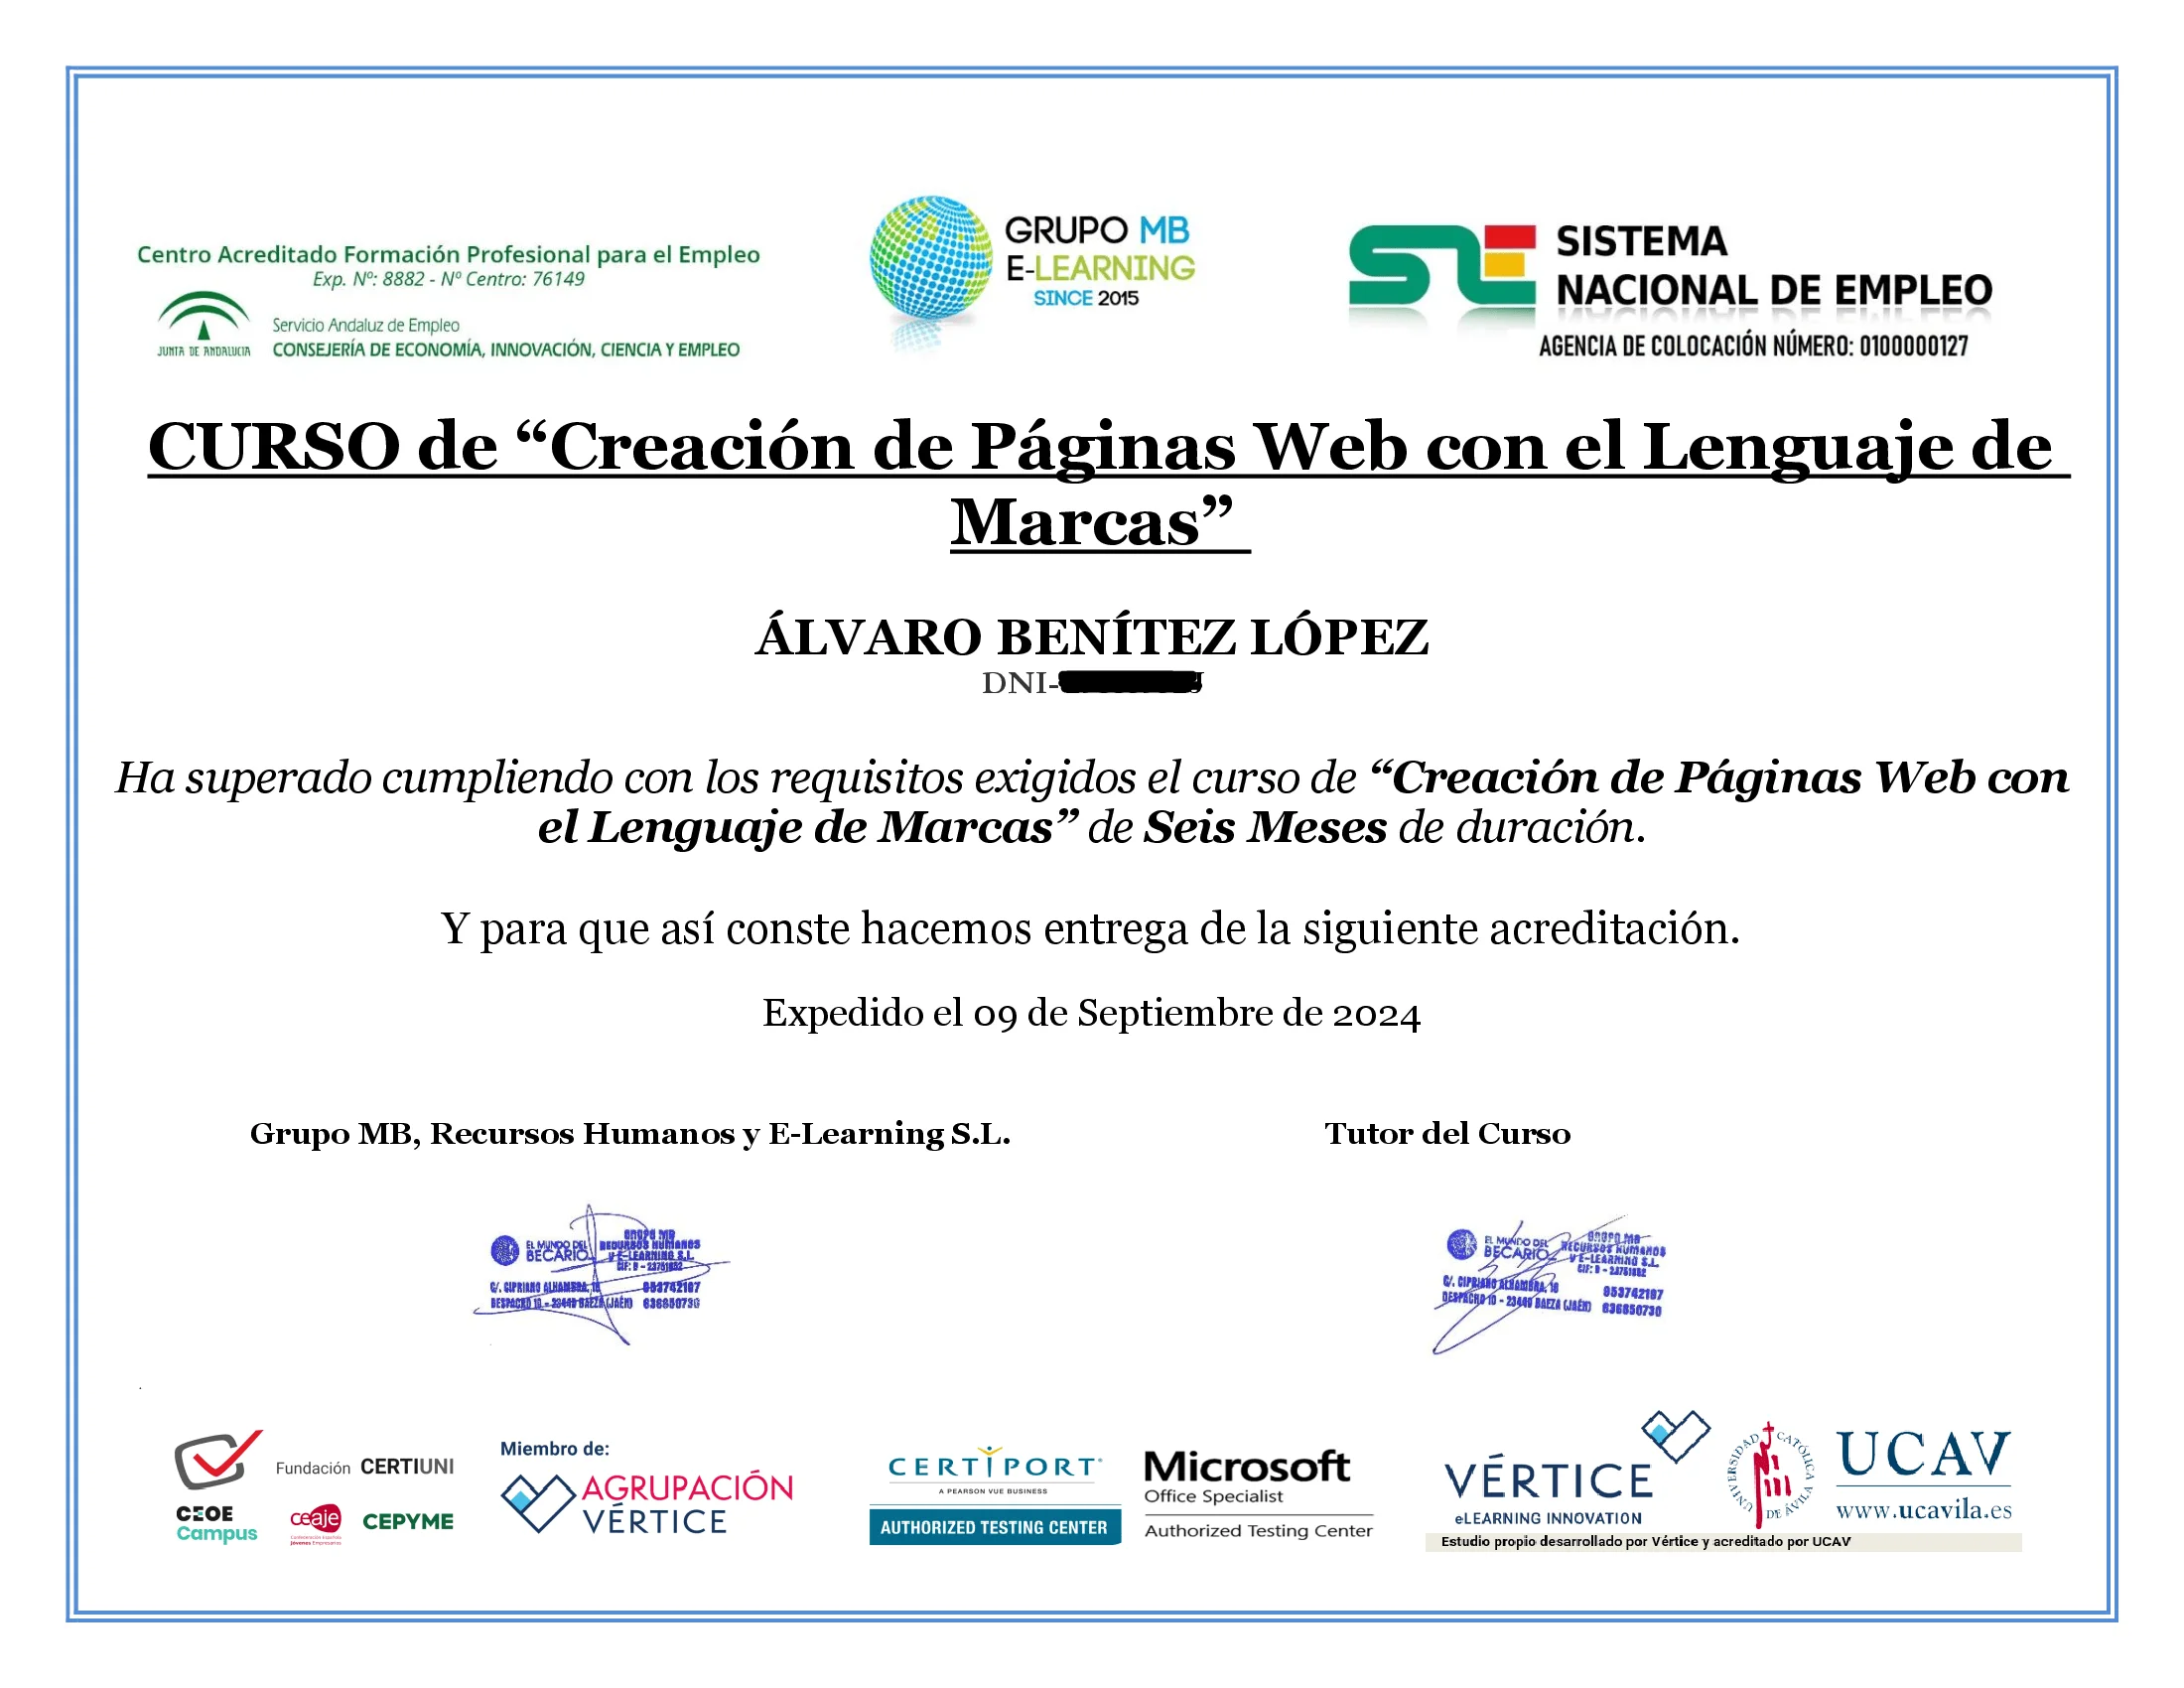 Centro Acreditado Formación Profesional para el Empleo
Exp. Nº: 8882 - Nº Centro: 76149
JUNTA DE ANDALUCIA
Servicio Andaluz de Empleo
CONSEJERÍA DE ECONOMÍA, INNOVACIÓN, CIENCIA Y EMPLEO
GRUPO MB
E-LEARNING
SINCE 2015
SISTEMA
NACIONAL DE EMPLEO
AGENCIA DE COLOCACIÓN NÚMERO: 0100000127
CURSO de “Creación de Páginas Web con el Lenguaje de
Marcas”
ÁLVARO BENÍTEZ LÓPEZ
DNI-
Ha superado cumpliendo con los requisitos exigidos el curso de “Creación de Páginas Web con
el Lenguaje de Marcas” de Seis Meses de duración.
Y para que así conste hacemos entrega de la siguiente acreditación.
Expedido el 09 de Septiembre de 2024
Grupo MB, Recursos Humanos y E-Learning S.L.
Tutor del Curso
EL MUNDO DEL
BECARIO
GRUPO MB
RECURSOS HUMANOS
Y E-LEARNING S.L.
C/. CIPRIANO ALHAMBRA, 16
953742197
DESPACHO 10 - 23440 BAEZA (JAÉN) 636850730
EL MUNDO DEL
BECARIO
GRUPO MB
RECURSOS HUMANOS
Y E-LEARNING S.L.
C/. CIPRIANO ALHAMBRA, 16
953742197
DESPACHO 10 - 23440 BAEZA (JAÉN) 636850730
CEOE
Campus
Fundación CERTIUNI
ceaje
Confederación Española
Jóvenes Empresarios
CEPYME
Miembro de:
AGRUPACIÓN
VÉRTICE
CERTIPORT
A PEARSON VUE BUSINESS
AUTHORIZED TESTING CENTER
Microsoft
Office Specialist
Authorized Testing Center
VÉRTICE
eLEARNING INNOVATION
UNIVERSIDAD CATÓLICA DE ÁVILA
UCAV
www.ucavila.es
Estudio propio desarrollado por Vértice y acreditado por UCAV